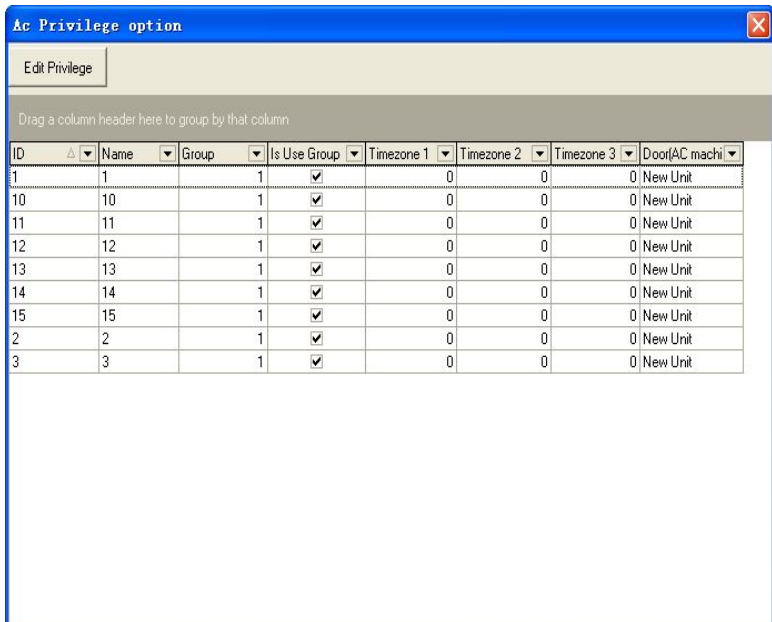 Ac Privilege option
Edit Privilege
Drag a column header here to group by that column
ID Name Group Is Use Group Timezone 1 Timezone 2 Timezone 3 Door(AC machi
1 1 1 0 0 0 New Unit
10 10 1 0 0 0 New Unit
11 11 1 0 0 0 New Unit
12 12 1 0 0 0 New Unit
13 13 1 0 0 0 New Unit
14 14 1 0 0 0 New Unit
15 15 1 0 0 0 New Unit
2 2 1 0 0 0 New Unit
3 3 1 0 0 0 New Unit